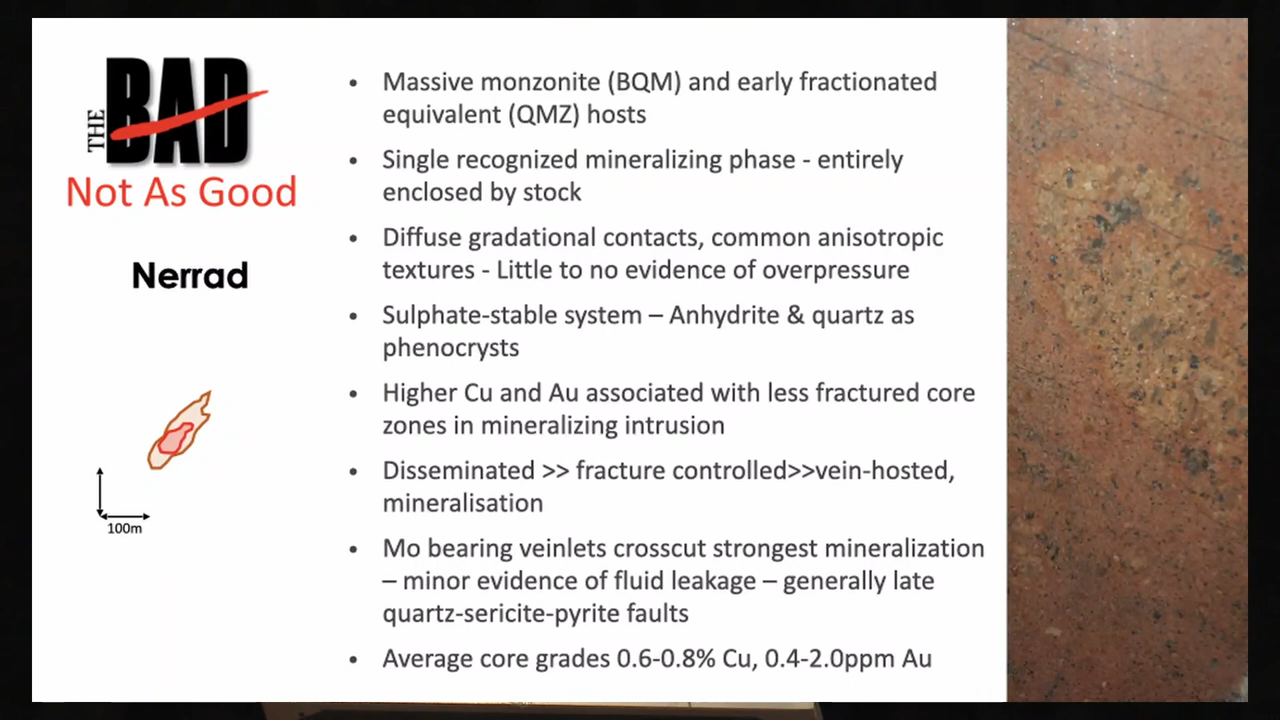 THE BAD
Not As Good
Nerrad
100m
• Massive monzonite (BQM) and early fractionated
equivalent (QMZ) hosts
• Single recognized mineralizing phase - entirely
enclosed by stock
• Diffuse gradational contacts, common anisotropic
textures - Little to no evidence of overpressure
• Sulphate-stable system – Anhydrite & quartz as
phenocrysts
• Higher Cu and Au associated with less fractured core
zones in mineralizing intrusion
• Disseminated >> fracture controlled>>vein-hosted,
mineralisation
• Mo bearing veinlets crosscut strongest mineralization
– minor evidence of fluid leakage – generally late
quartz-sericite-pyrite faults
• Average core grades 0.6-0.8% Cu, 0.4-2.0ppm Au